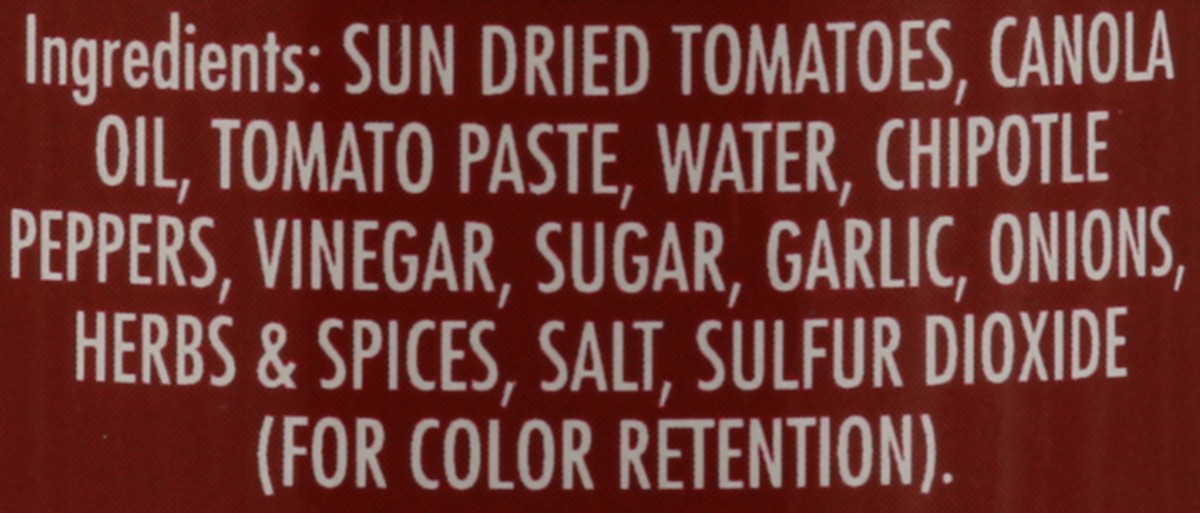 Ingredients: SUN DRIED TOMATOES, CANOLA
OIL, TOMATO PASTE, WATER, CHIPOTLE
PEPPERS, VINEGAR, SUGAR, GARLIC, ONIONS,
HERBS & SPICES, SALT, SULFUR DIOXIDE
(FOR COLOR RETENTION).